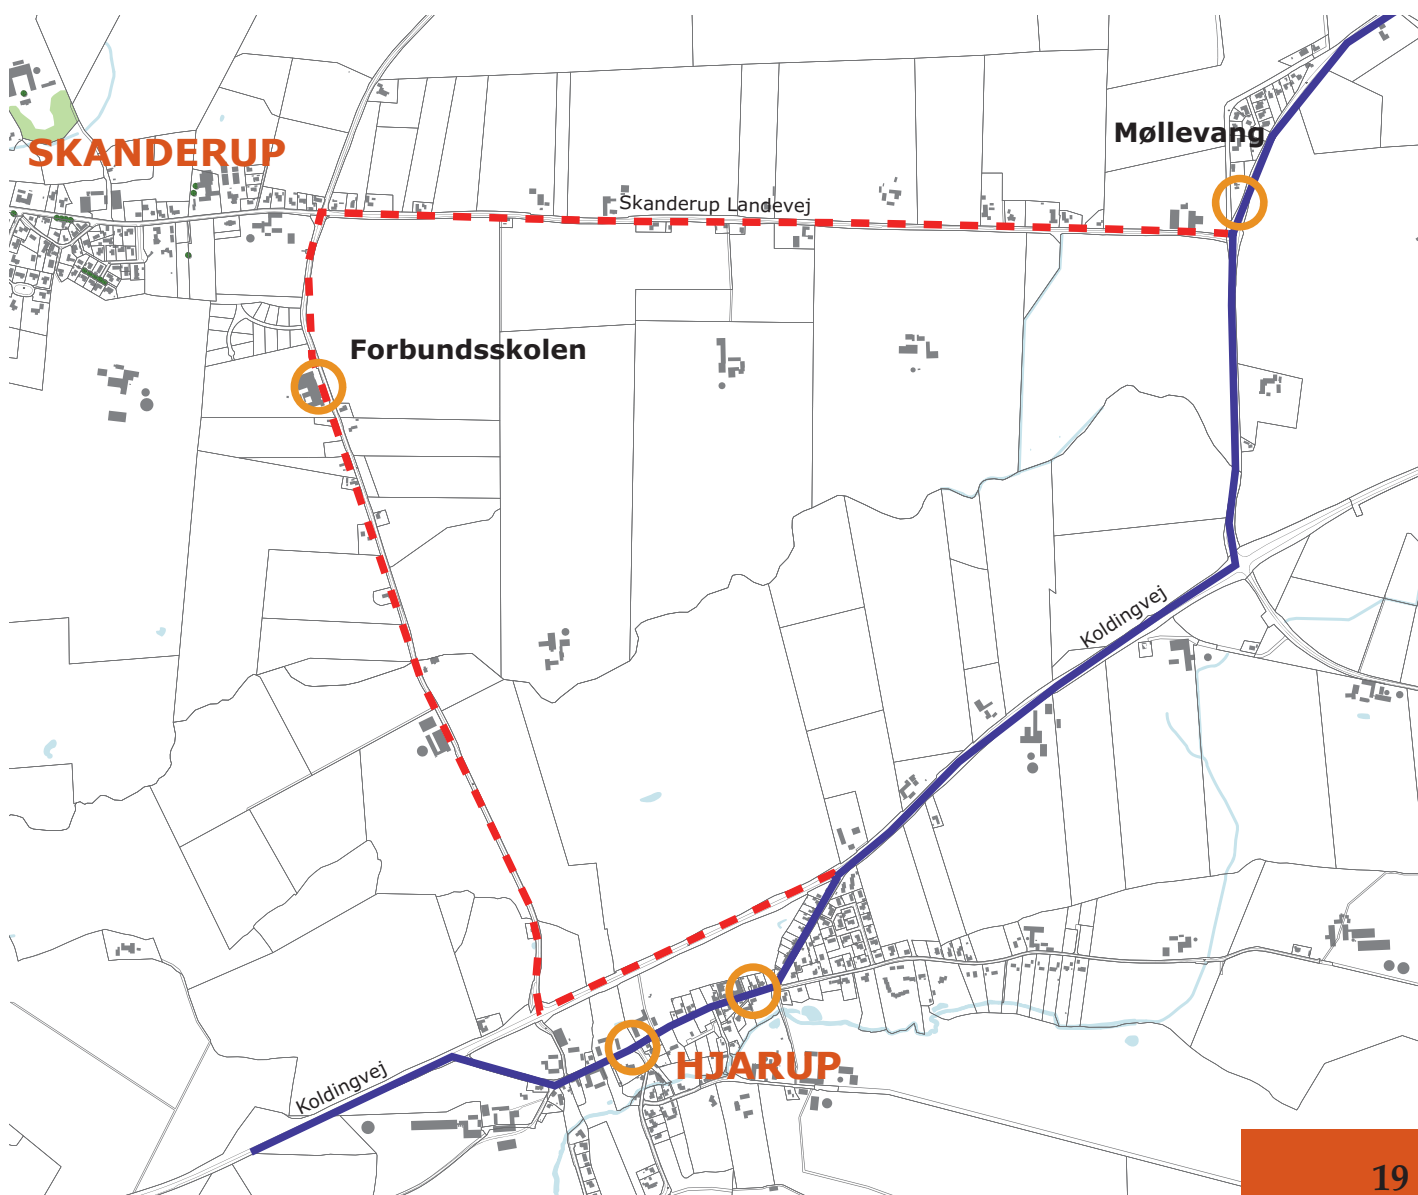 Møllevang
SKANDERUP
Skanderup Landevej
Forbundsskolen
Koldingvej
HJARUP
Koldingvej
19